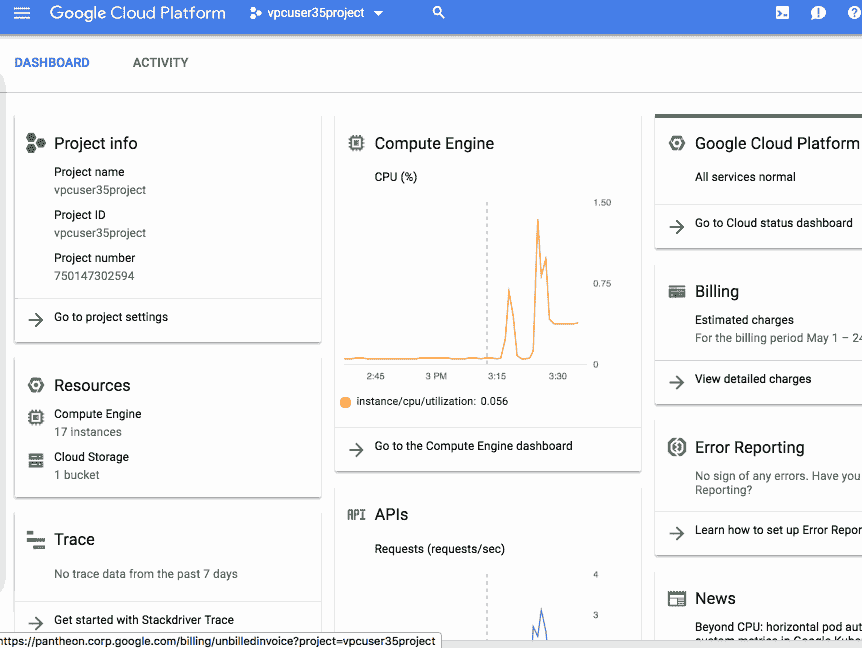 Google Cloud Platform
vpcuser35project
DASHBOARD
ACTIVITY
Project info
Project name
vpcuser35project
Project ID
vpcuser35project
Project number
750147302594
Go to project settings
Resources
Compute Engine
17 instances
Cloud Storage
1 bucket
Trace
No trace data from the past 7 days
Get started with Stackdriver Trace
Compute Engine
CPU (%)
1.50
0.75
0
2:45 3 PM 3:15 3:30
instance/cpu/utilization: 0.056
Go to the Compute Engine dashboard
API APIs
Requests (requests/sec)
4
3
Google Cloud Platform
All services normal
Go to Cloud status dashboard
Billing
Estimated charges
For the billing period May 1 – 24
View detailed charges
Error Reporting
No sign of any errors. Have you
Reporting?
Learn how to set up Error Repor
News
Beyond CPU: horizontal pod aut
custom metrics in Google Kube
https://pantheon.corp.google.com/billing/unbilledinvoice?project=vpcuser35project